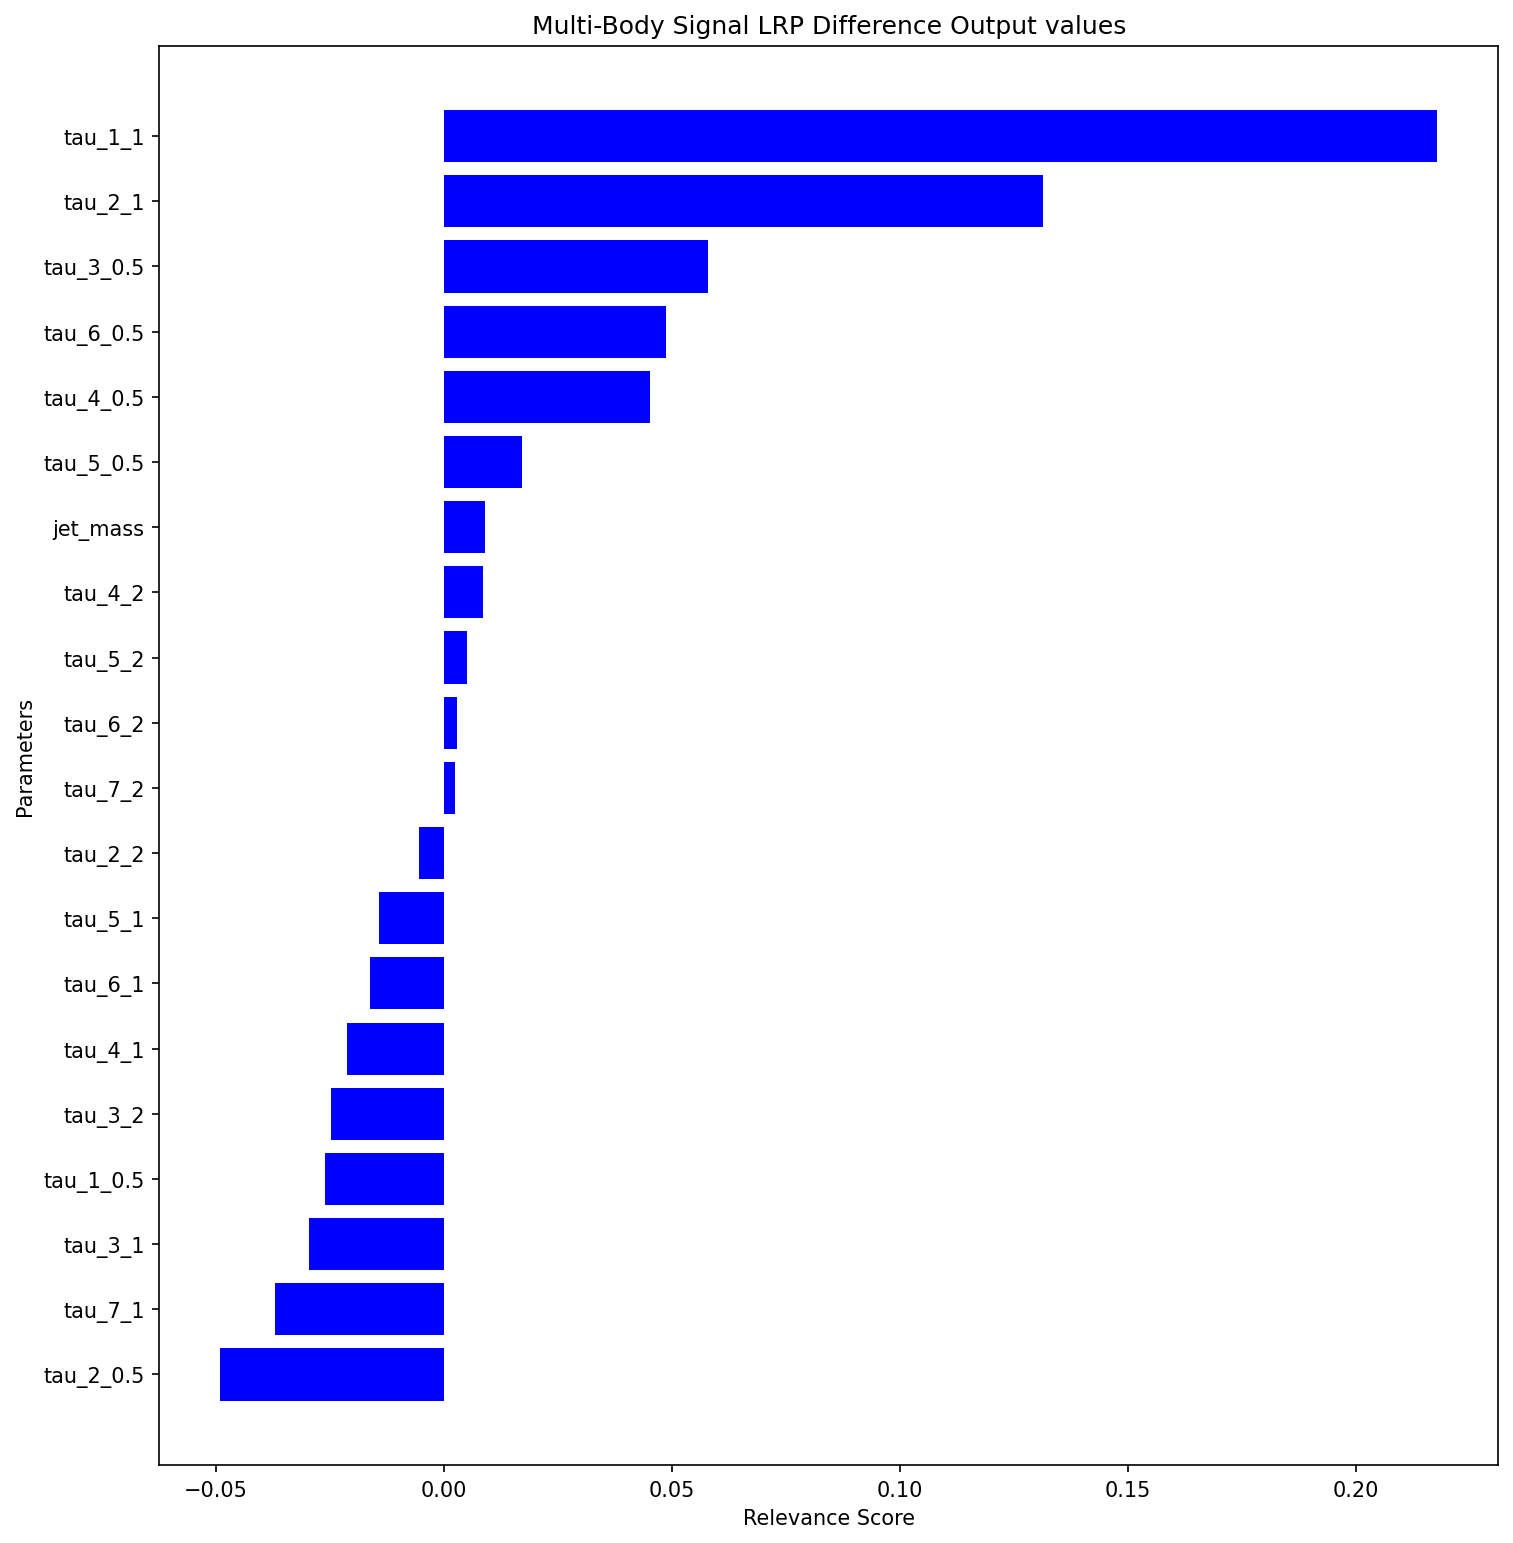 Multi-Body Signal LRP Difference Output values
tau_1_1
tau_2_1
tau_3_0.5
tau_6_0.5
tau_4_0.5
tau_5_0.5
jet_mass
tau_4_2
tau_5_2
tau_6_2
tau_7_2
tau_2_2
tau_5_1
tau_6_1
tau_4_1
tau_3_2
tau_1_0.5
tau_3_1
tau_7_1
tau_2_0.5
Parameters
−0.05 0.00 0.05 0.10 0.15 0.20
Relevance Score